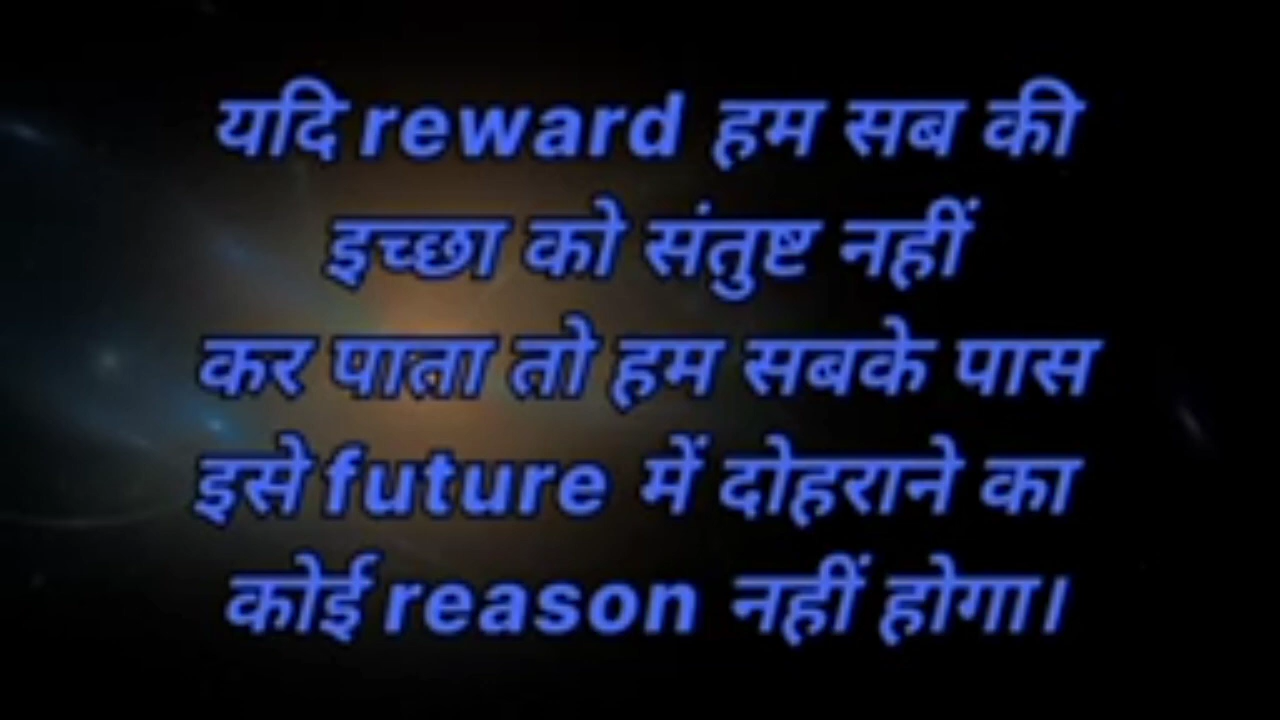 यदि reward हम सब की
इच्छा को संतुष्ट नहीं
कर पाता तो हम सबके पास
इसे future में दोहराने का
कोई reason नहीं होगा।